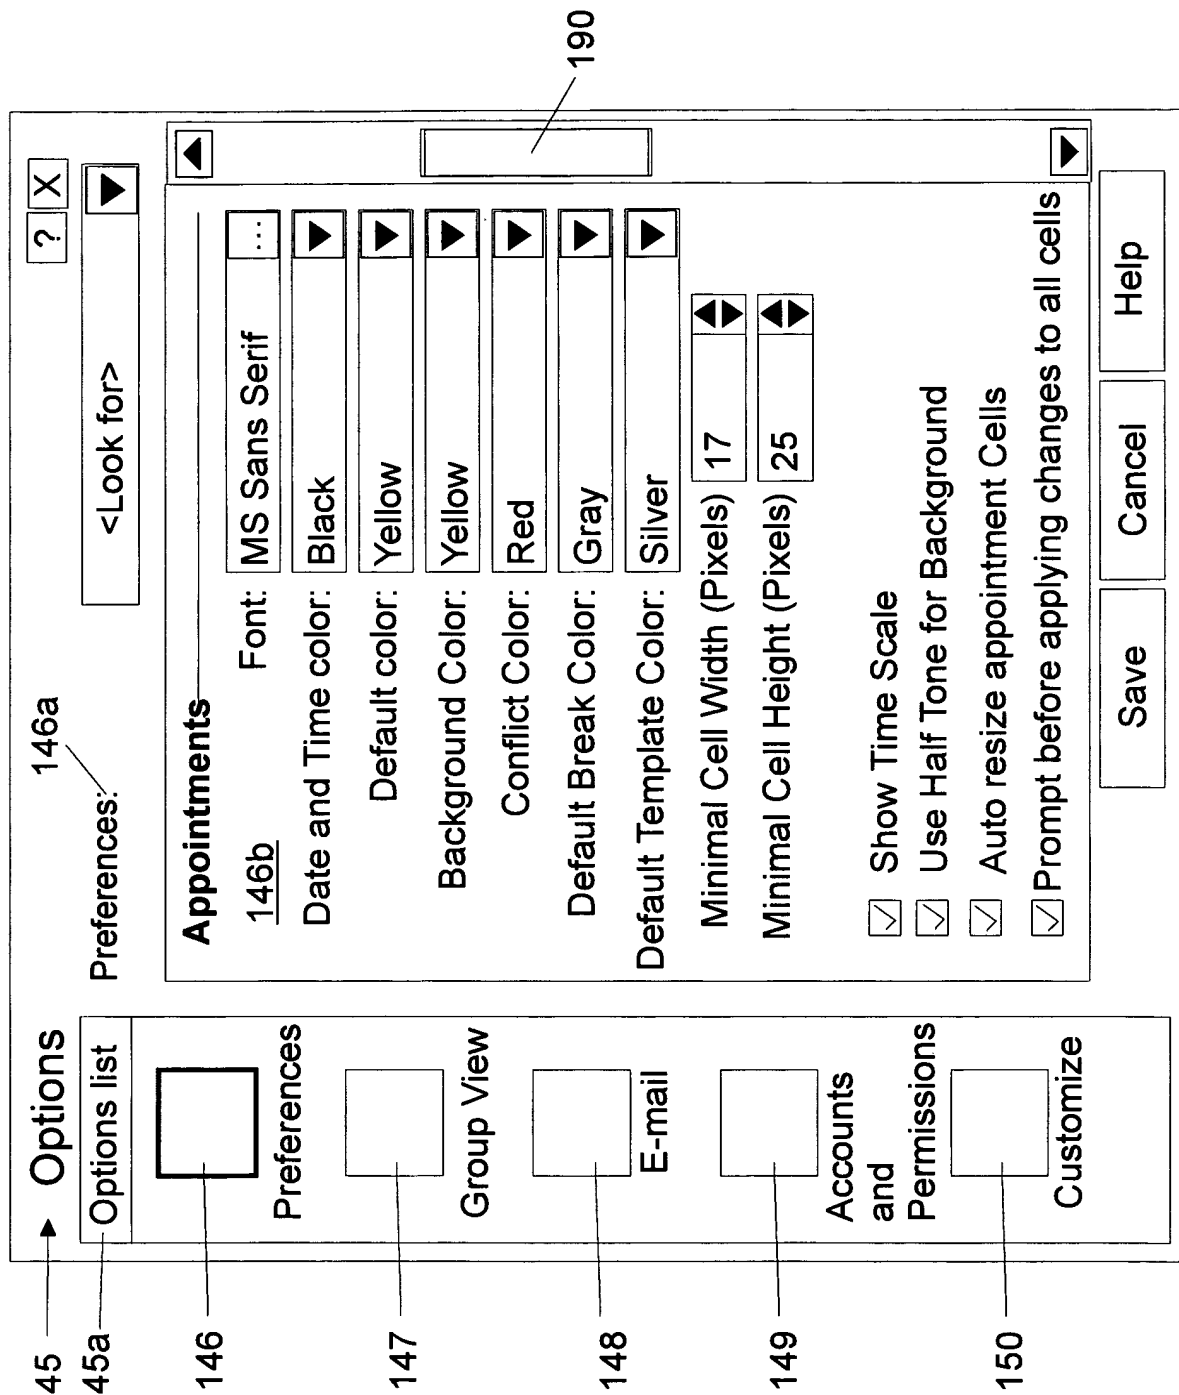 45 Options
? X
45a Options list
Preferences: 146a
<Look for>
146 Preferences
147 Group View
148 E-mail
149 Accounts
and
Permissions
150 Customize
Appointments
146b
Font: MS Sans Serif ...
Date and Time color: Black
Default color: Yellow
Background Color: Yellow
Conflict Color: Red
Default Break Color: Gray
Default Template Color: Silver
Minimal Cell Width (Pixels) 17
Minimal Cell Height (Pixels) 25
Show Time Scale
Use Half Tone for Background
Auto resize appointment Cells
Prompt before applying changes to all cells
190
Save Cancel Help